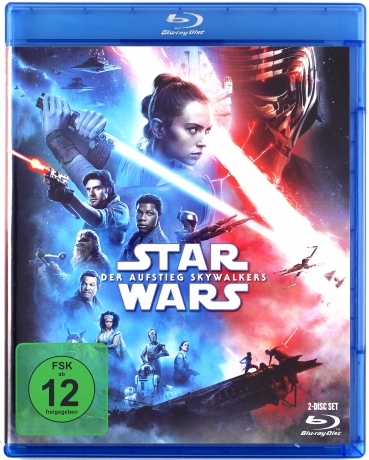 Blu-ray Disc
STAR
DER AUFSTIEG SKYWALKERS
WARS
FSK
ab
12
freigegeben
2-DISC SET
Blu-ray Disc